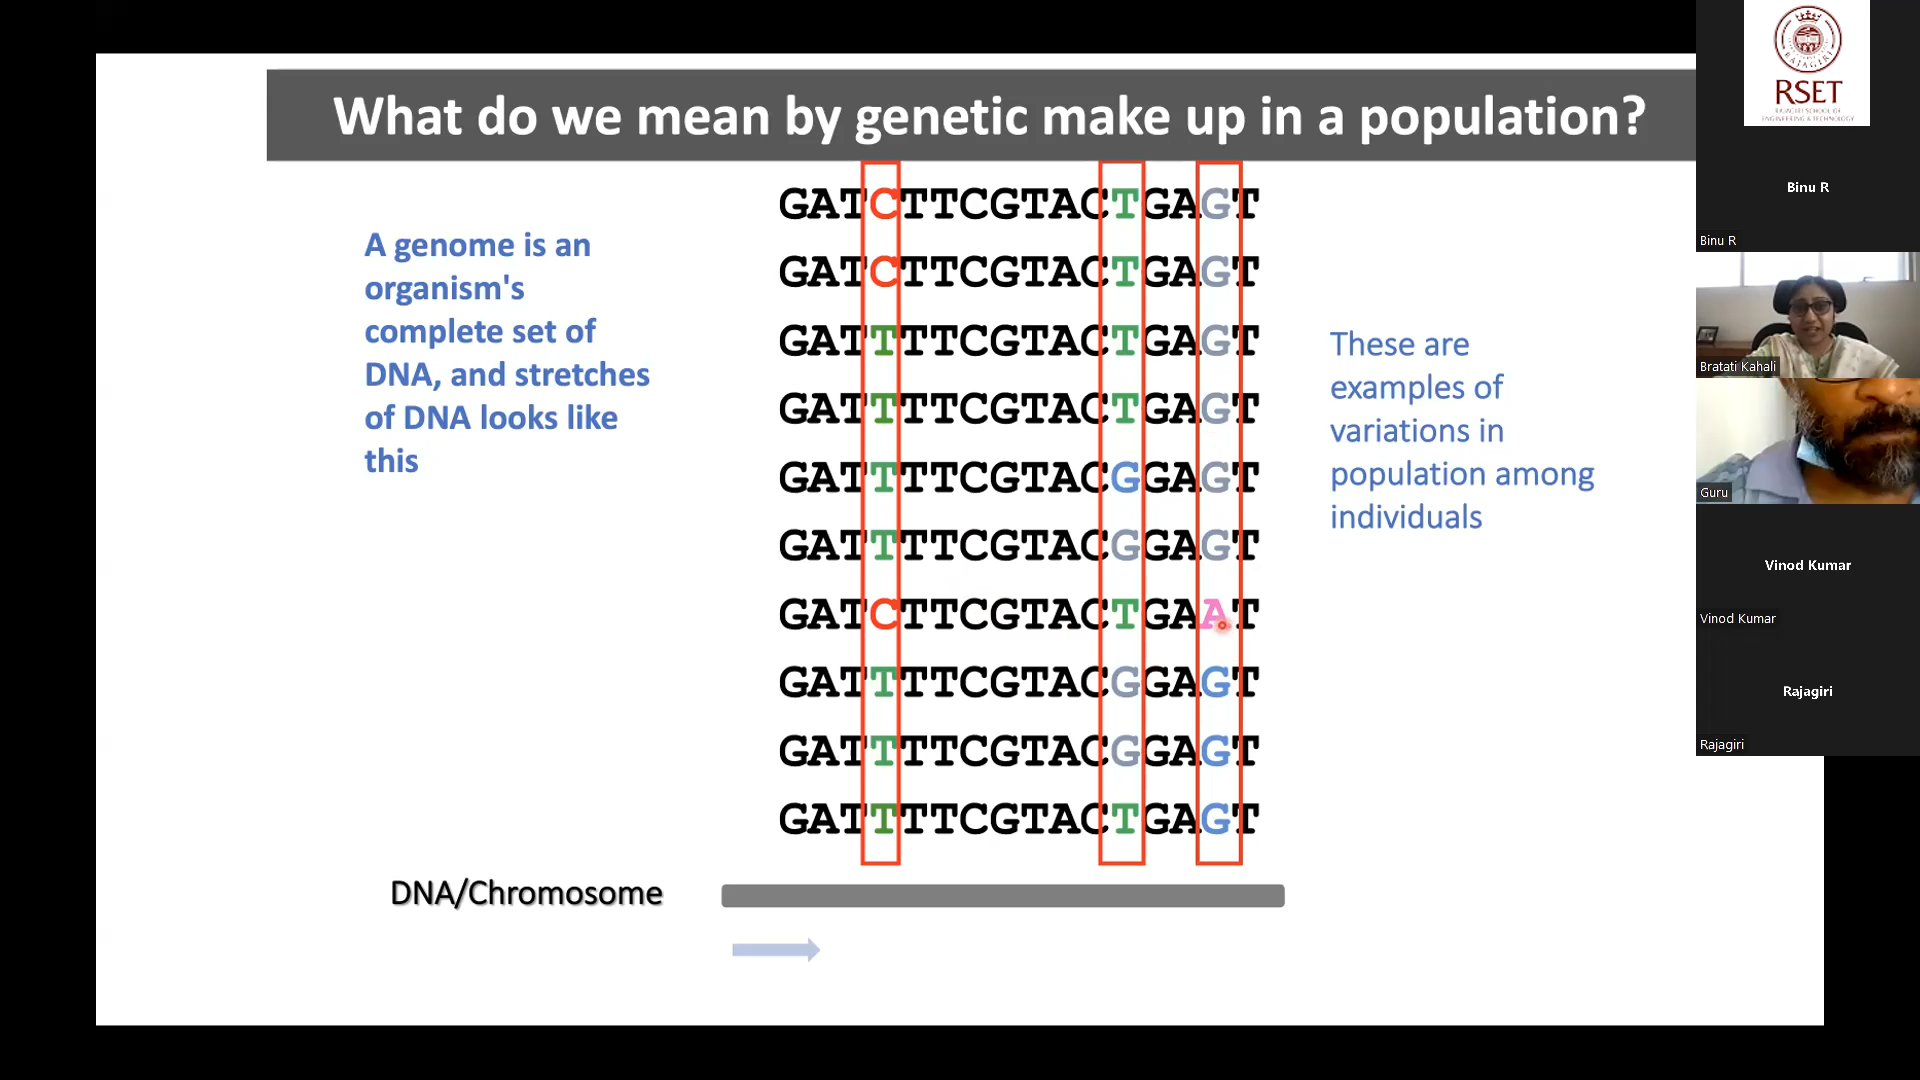 What do we mean by genetic make up in a population?
A genome is an
organism's
complete set of
DNA, and stretches
of DNA looks like
this
GATCTTCGTACTGAGT
GATCTTCGTACTGAGT
GATTTTCGTACTGAGT
GATTTTCGTACTGAGT
GATTTTCGTACGGAGT
GATTTTCGTACGGAGT
GATCTTCGTACTGAAT
GATTTTCGTACGGAGT
GATTTTCGTACGGAGT
GATTTTCGTACTGAGT
These are
examples of
variations in
population among
individuals
DNA/Chromosome
RAJAGIRI
RSET
RAJAGIRI SCHOOL OF
ENGINEERING & TECHNOLOGY
Binu R
Binu R
Bratati Kahali
Guru
Vinod Kumar
Vinod Kumar
Rajagiri
Rajagiri